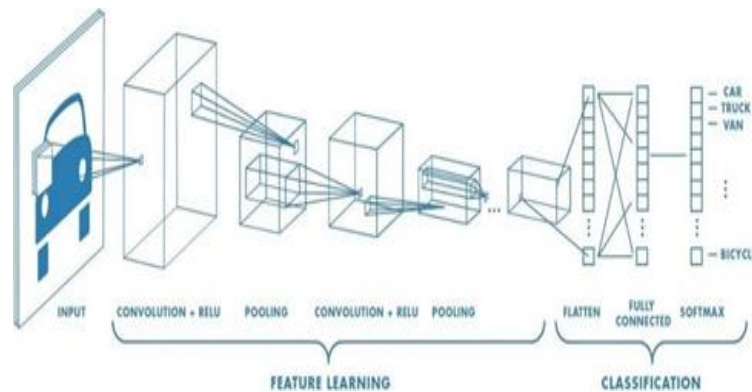 CAR
TRUCK
VAN
BICYCL
INPUT
CONVOLUTION + RELU
POOLING
CONVOLUTION + RELU
POOLING
FLATTEN
FULLY
CONNECTED
SOFTMAX
FEATURE LEARNING
CLASSIFICATION